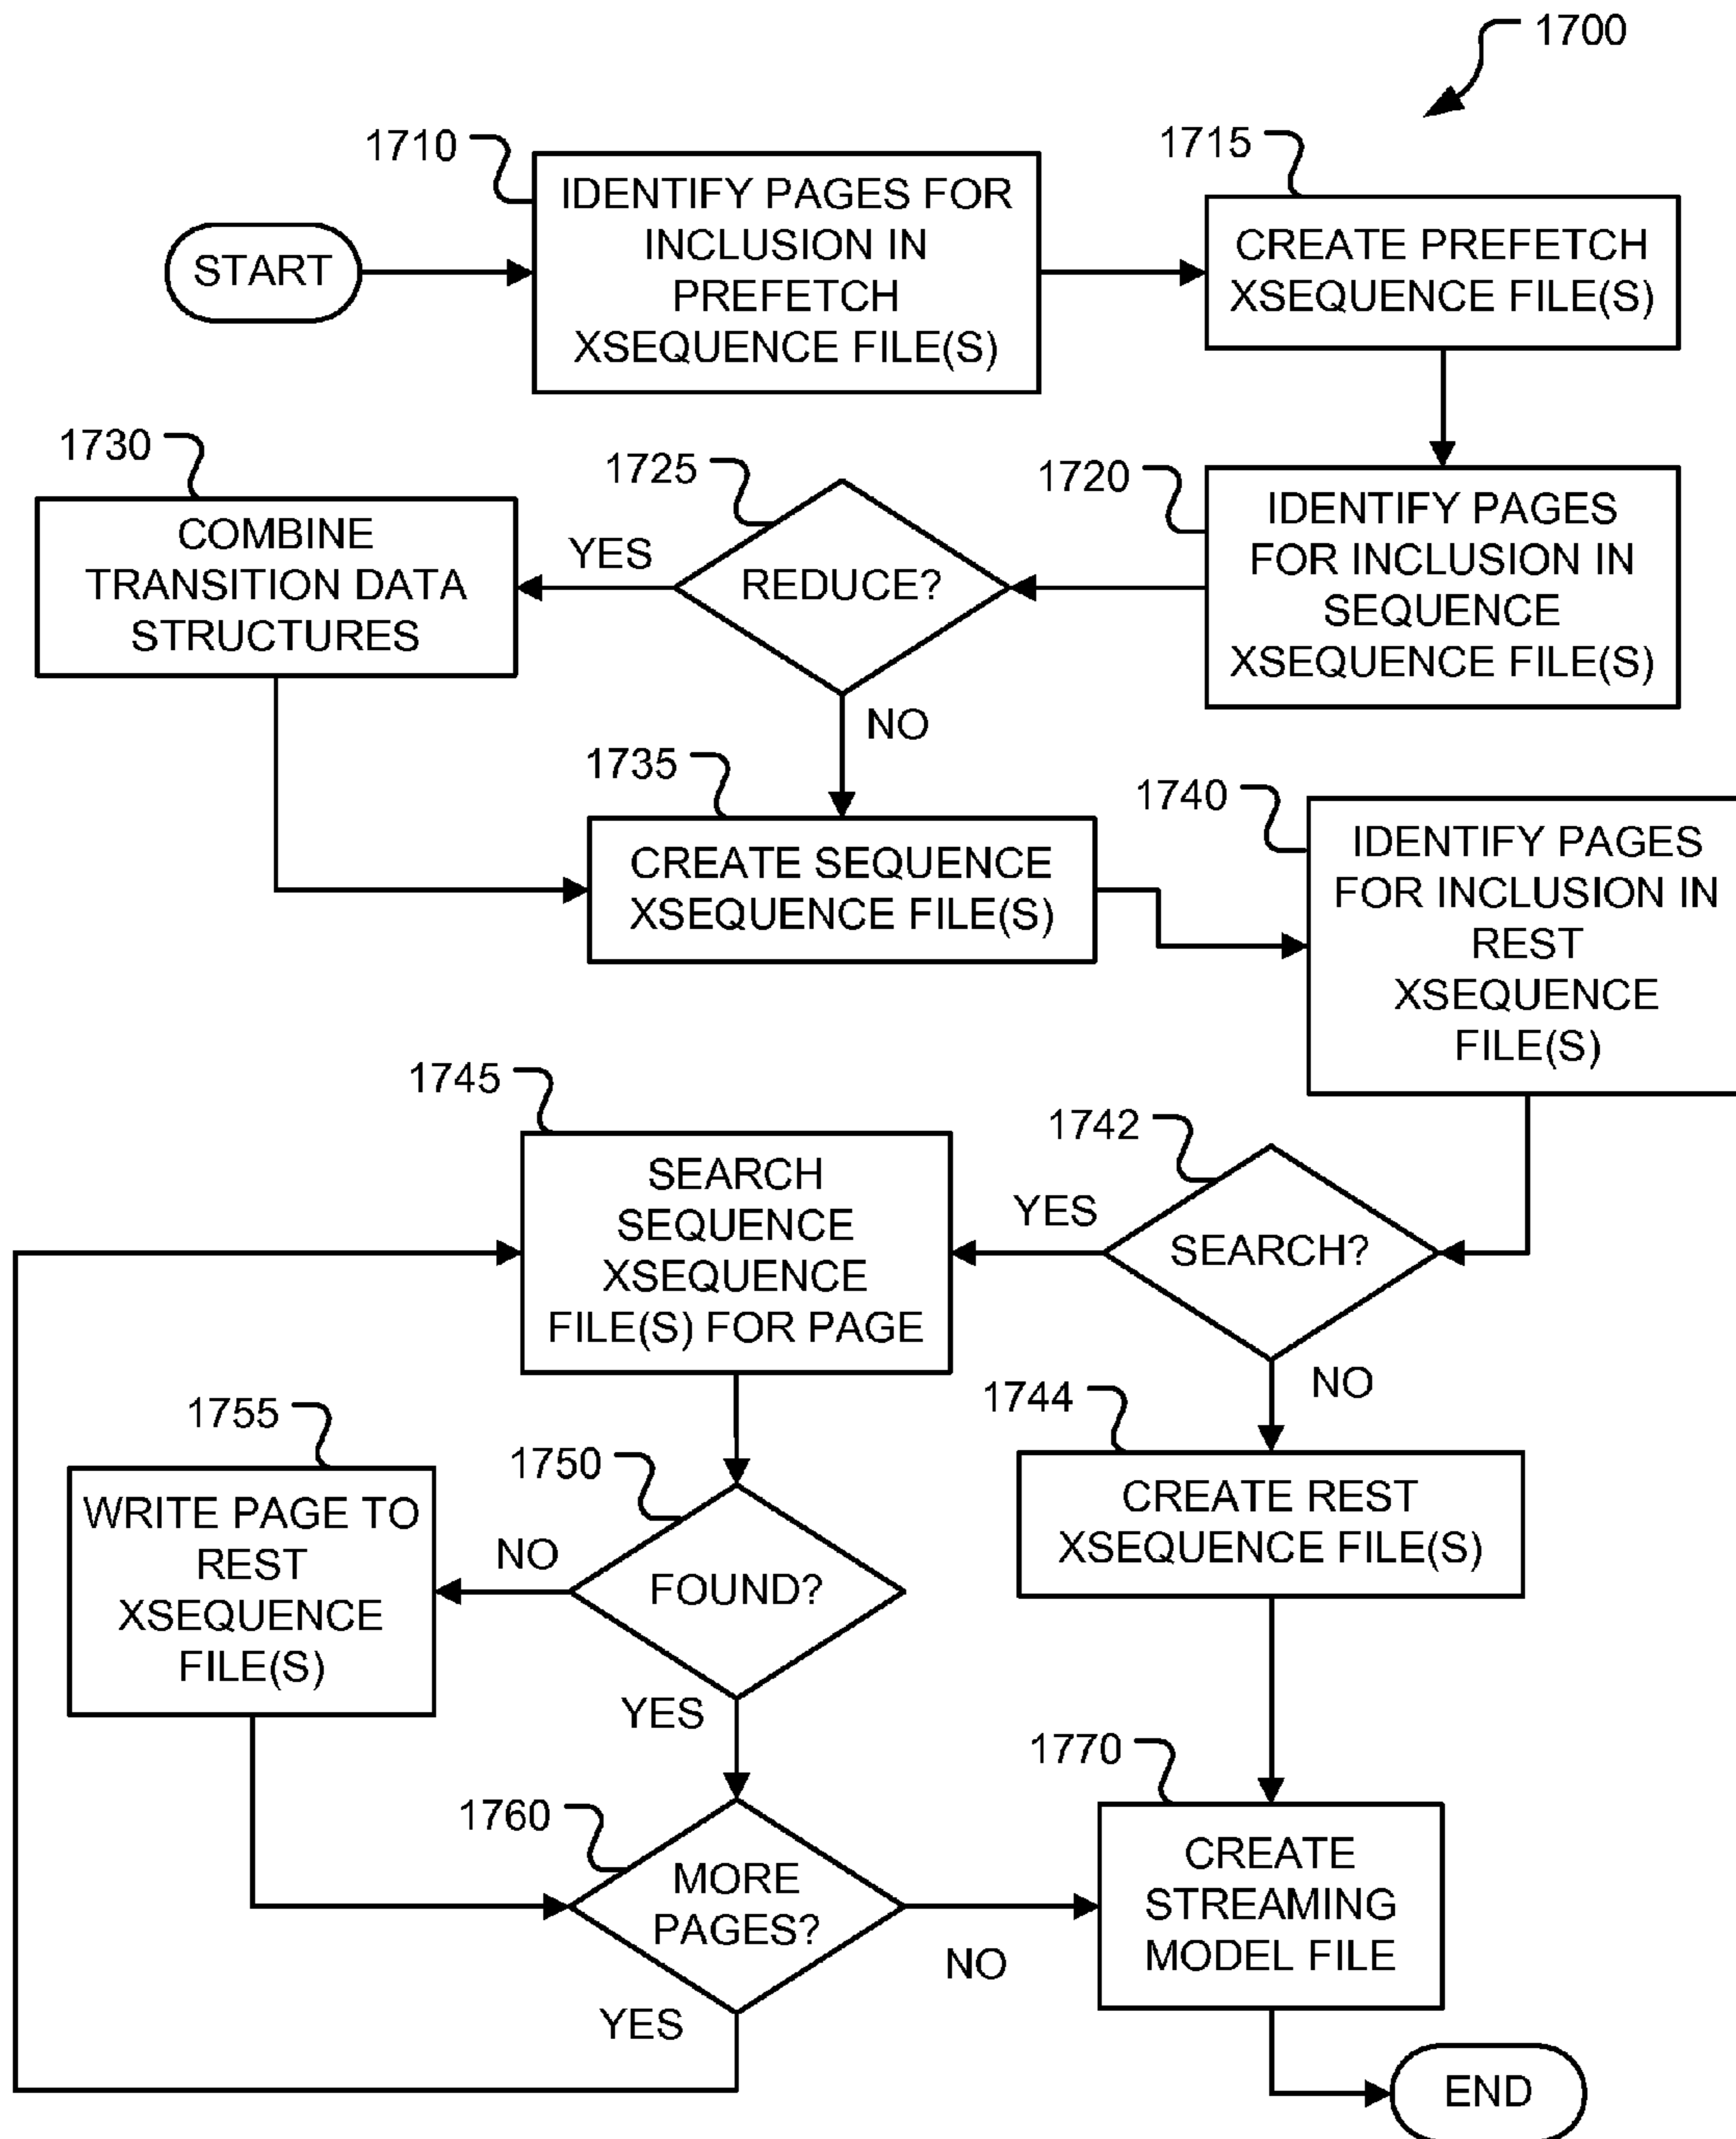 1700
1710
IDENTIFY PAGES FOR
INCLUSION IN
PREFETCH
XSEQUENCE FILE(S)
1715
CREATE PREFETCH
XSEQUENCE FILE(S)
START
1730
COMBINE
TRANSITION DATA
STRUCTURES
1725
REDUCE?
YES
NO
1720
IDENTIFY PAGES
FOR INCLUSION IN
SEQUENCE
XSEQUENCE FILE(S)
1735
CREATE SEQUENCE
XSEQUENCE FILE(S)
1740
IDENTIFY PAGES
FOR INCLUSION IN
REST
XSEQUENCE
FILE(S)
1745
SEARCH
SEQUENCE
XSEQUENCE
FILE(S) FOR PAGE
1742
YES
SEARCH?
NO
1744
CREATE REST
XSEQUENCE FILE(S)
1755
WRITE PAGE TO
REST
XSEQUENCE
FILE(S)
1750
NO
FOUND?
YES
1760
MORE
PAGES?
NO
YES
1770
CREATE
STREAMING
MODEL FILE
END